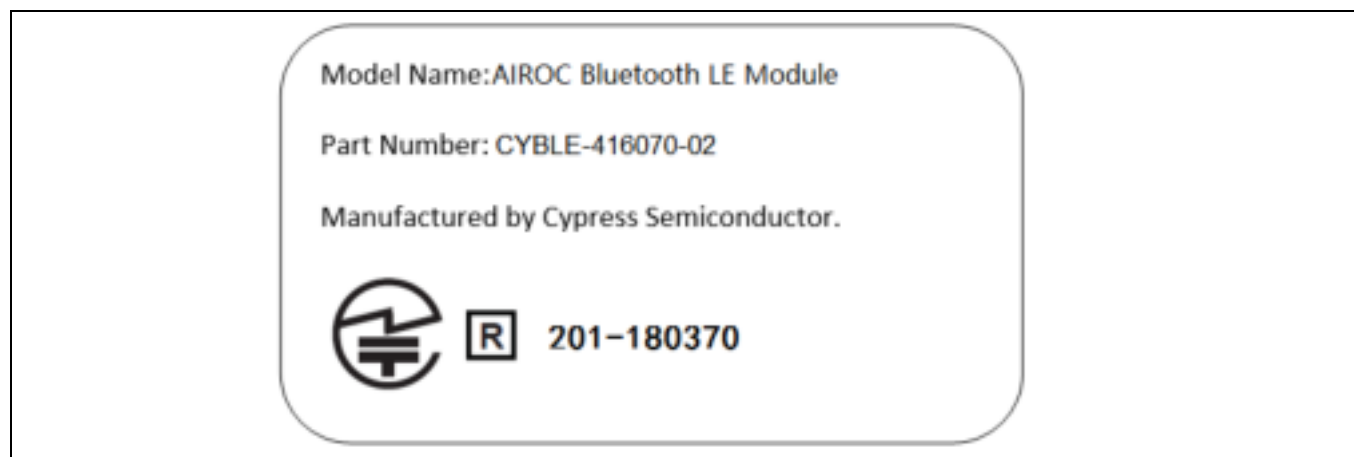 Model Name:AIROC Bluetooth LE Module
Part Number: CYBLE-416070-02
Manufactured by Cypress Semiconductor.
R 201-180370